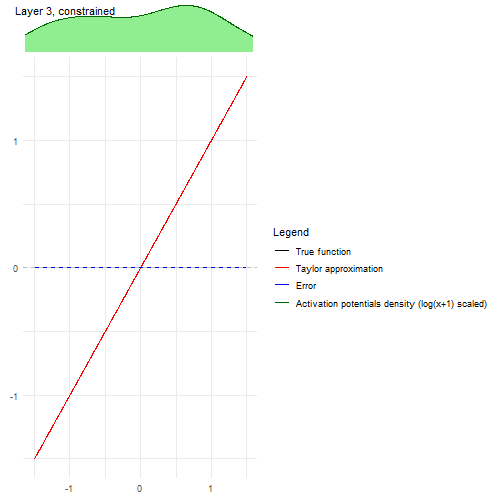 Layer 3, constrained
1
0
-1
-1
0
1
Legend
True function
Taylor approximation
Error
Activation potentials density (log(x+1) scaled)